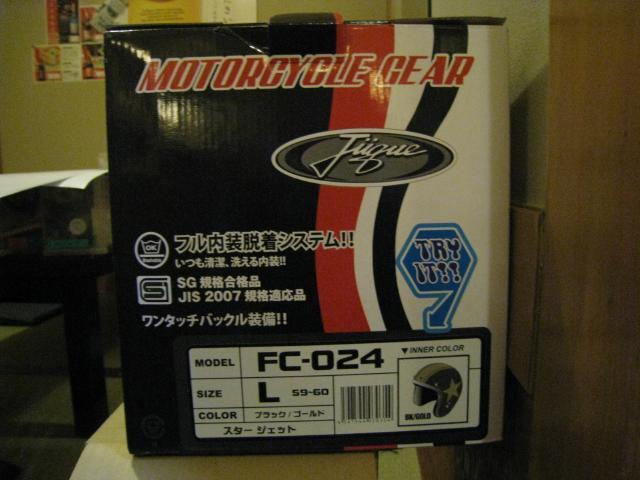 MOTORCYCLE GEAR
Jügue
OK
フル内装脱着システム!!
いつも清潔、洗える内装!!
SG 規格合格品
JIS 2007 規格適応品
ワンタッチバックル装備!!
TRY
IT!!
MODEL FC-024
SIZE L 59-60
COLOR ブラック/ゴールド
スター ジェット
▼INNER COLOR
BK/GOLD